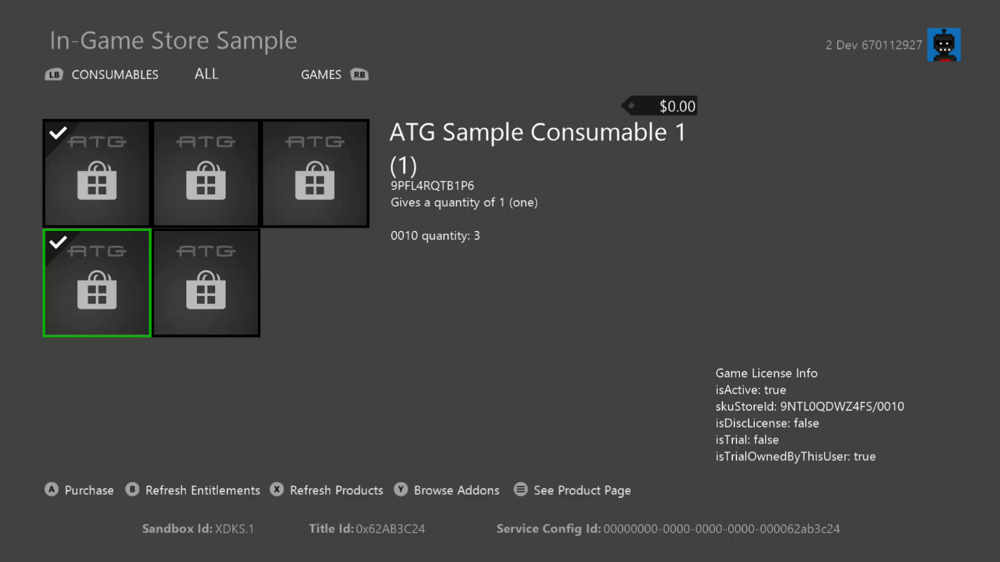 In-Game Store Sample
2 Dev 670112927
LB CONSUMABLES ALL GAMES RB
$0.00
ATG ATG ATG
ATG Sample Consumable 1
(1)
9PFL4RQTB1P6
Gives a quantity of 1 (one)
0010 quantity: 3
ATG ATG
Game License Info
isActive: true
skuStoreId: 9NTL0QDWZ4FS/0010
isDiscLicense: false
isTrial: false
isTrialOwnedByThisUser: true
A Purchase B Refresh Entitlements X Refresh Products Y Browse Addons See Product Page
Sandbox Id: XDKS.1 Title Id: 0x62AB3C24 Service Config Id: 00000000-0000-0000-0000-000062ab3c24